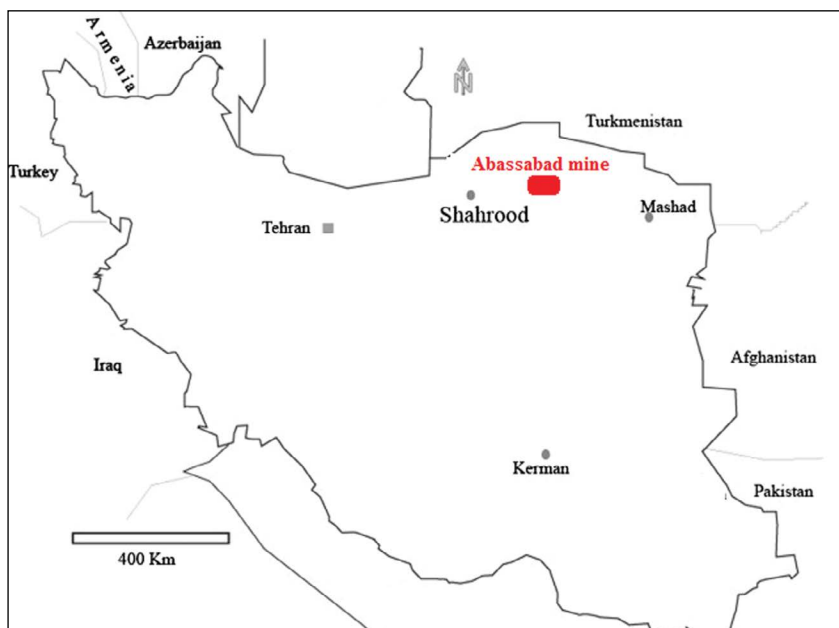 Armenia
Azerbaijan
N
Turkmenistan
Turkey
Abassabad mine
Shahrood
Mashad
Tehran
Iraq
Afghanistan
Kerman
Pakistan
400 Km